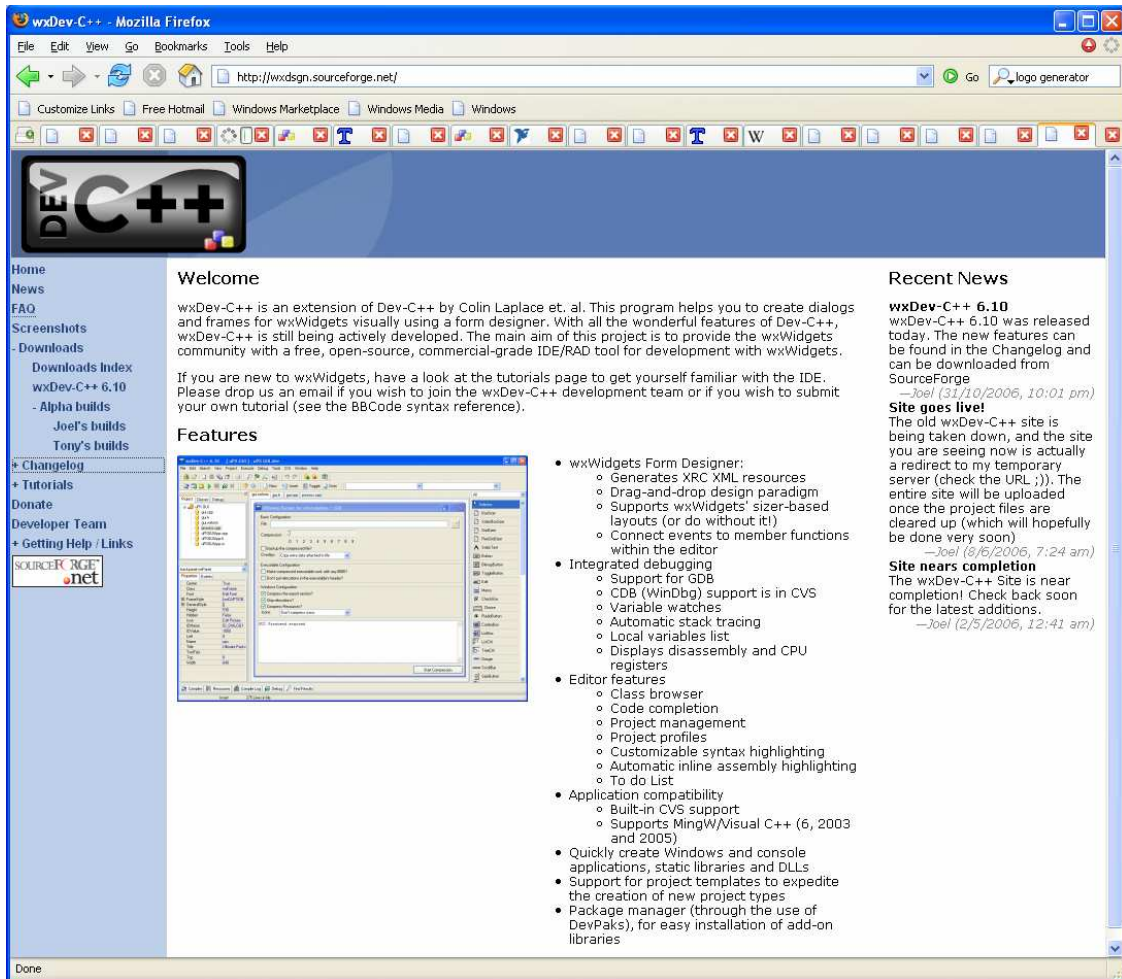 wxDev-C++ - Mozilla Firefox
File Edit View Go Bookmarks Tools Help
http://wxdsgn.sourceforge.net/ Go logo generator
Customize Links Free Hotmail Windows Marketplace Windows Media Windows
DEV C++
Home
News
FAQ
Screenshots
- Downloads
Downloads Index
wxDev-C++ 6.10
- Alpha builds
Joel's builds
Tony's builds
+ Changelog
+ Tutorials
Donate
Developer Team
+ Getting Help / Links
SOURCEFORGE
.net
Welcome
wxDev-C++ is an extension of Dev-C++ by Colin Laplace et. al. This program helps you to create dialogs
and frames for wxWidgets visually using a form designer. With all the wonderful features of Dev-C++,
wxDev-C++ is still being actively developed. The main aim of this project is to provide the wxWidgets
community with a free, open-source, commercial-grade IDE/RAD tool for development with wxWidgets.
If you are new to wxWidgets, have a look at the tutorials page to get yourself familiar with the IDE.
Please drop us an email if you wish to join the wxDev-C++ development team or if you wish to submit
your own tutorial (see the BBCode syntax reference).
Features
• wxWidgets Form Designer:
◦ Generates XRC XML resources
◦ Drag-and-drop design paradigm
◦ Supports wxWidgets' sizer-based
layouts (or do without it!)
◦ Connect events to member functions
within the editor
• Integrated debugging
◦ Support for GDB
◦ CDB (WinDbg) support is in CVS
◦ Variable watches
◦ Automatic stack tracing
◦ Local variables list
◦ Displays disassembly and CPU
registers
• Editor features
◦ Class browser
◦ Code completion
◦ Project management
◦ Project profiles
◦ Customizable syntax highlighting
◦ Automatic inline assembly highlighting
◦ To do List
• Application compatibility
◦ Built-in CVS support
◦ Supports MingW/Visual C++ (6, 2003
and 2005)
• Quickly create Windows and console
applications, static libraries and DLLs
• Support for project templates to expedite
the creation of new project types
• Package manager (through the use of
DevPaks), for easy installation of add-on
libraries
Recent News
wxDev-C++ 6.10
wxDev-C++ 6.10 was released
today. The new features can
be found in the Changelog and
can be downloaded from
SourceForge
—Joel (31/10/2006, 10:01 pm)
Site goes live!
The old wxDev-C++ site is
being taken down, and the site
you are seeing now is actually
a redirect to my temporary
server (check the URL ;)). The
entire site will be uploaded
once the project files are
cleared up (which will hopefully
be done very soon)
—Joel (8/6/2006, 7:24 am)
Site nears completion
The wxDev-C++ Site is near
completion! Check back soon
for the latest additions.
—Joel (2/5/2006, 12:41 am)
Done